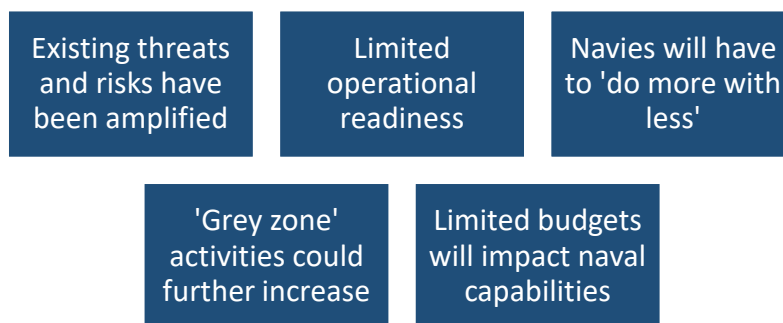 Existing threats
and risks have
been amplified
Limited
operational
readiness
Navies will have
to 'do more with
less'
'Grey zone'
activities could
further increase
Limited budgets
will impact naval
capabilities